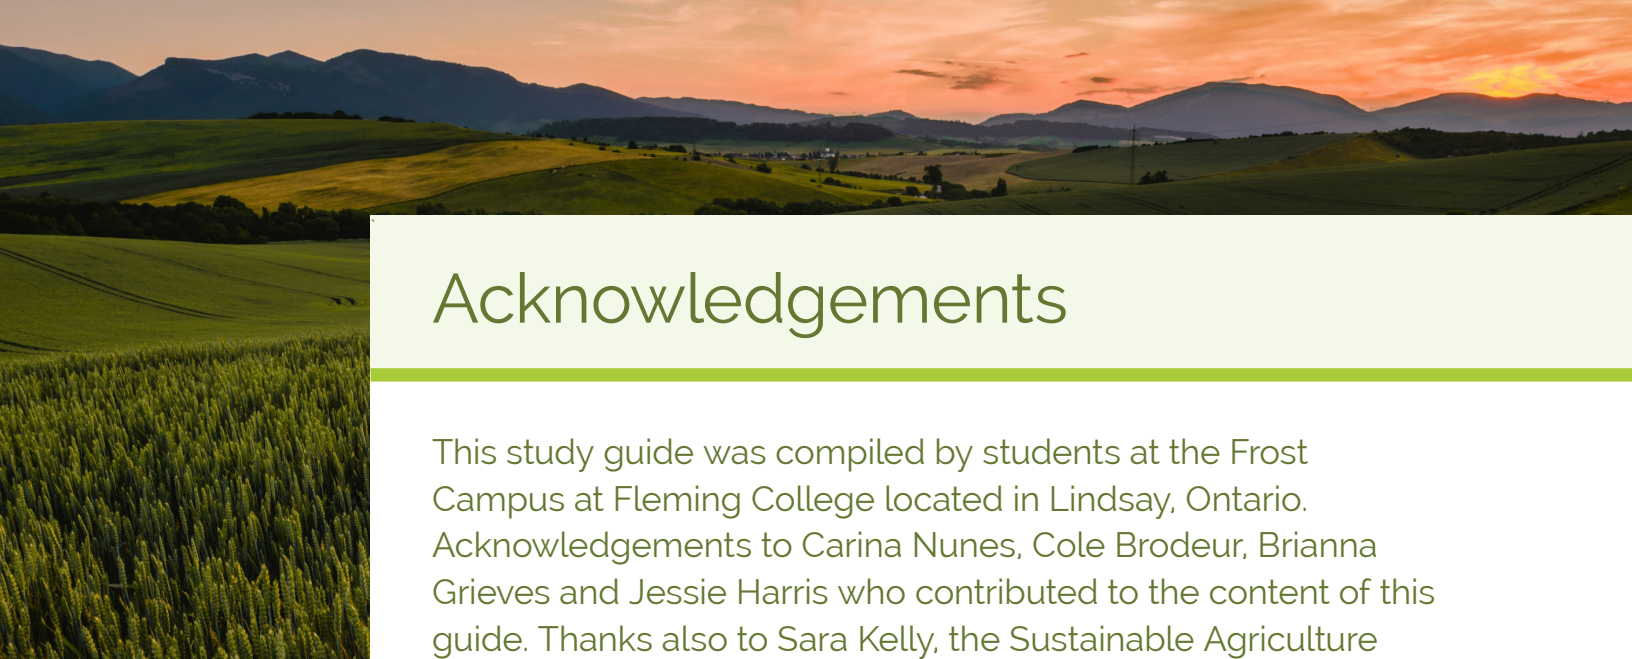 Acknowledgements
This study guide was compiled by students at the Frost
Campus at Fleming College located in Lindsay, Ontario.
Acknowledgements to Carina Nunes, Cole Brodeur, Brianna
Grieves and Jessie Harris who contributed to the content of this
guide. Thanks also to Sara Kelly, the Sustainable Agriculture